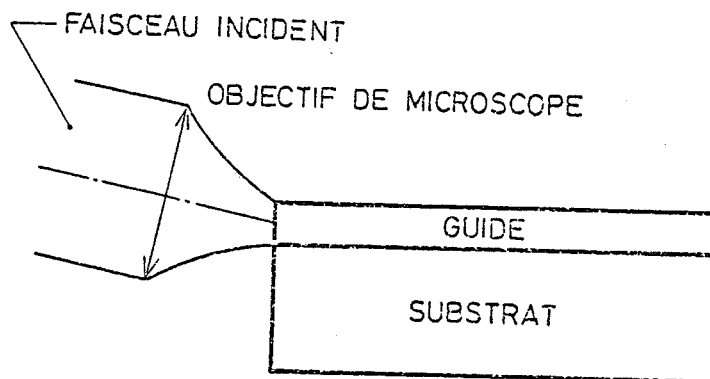 FAISCEAU INCIDENT
OBJECTIF DE MICROSCOPE
GUIDE
SUBSTRAT